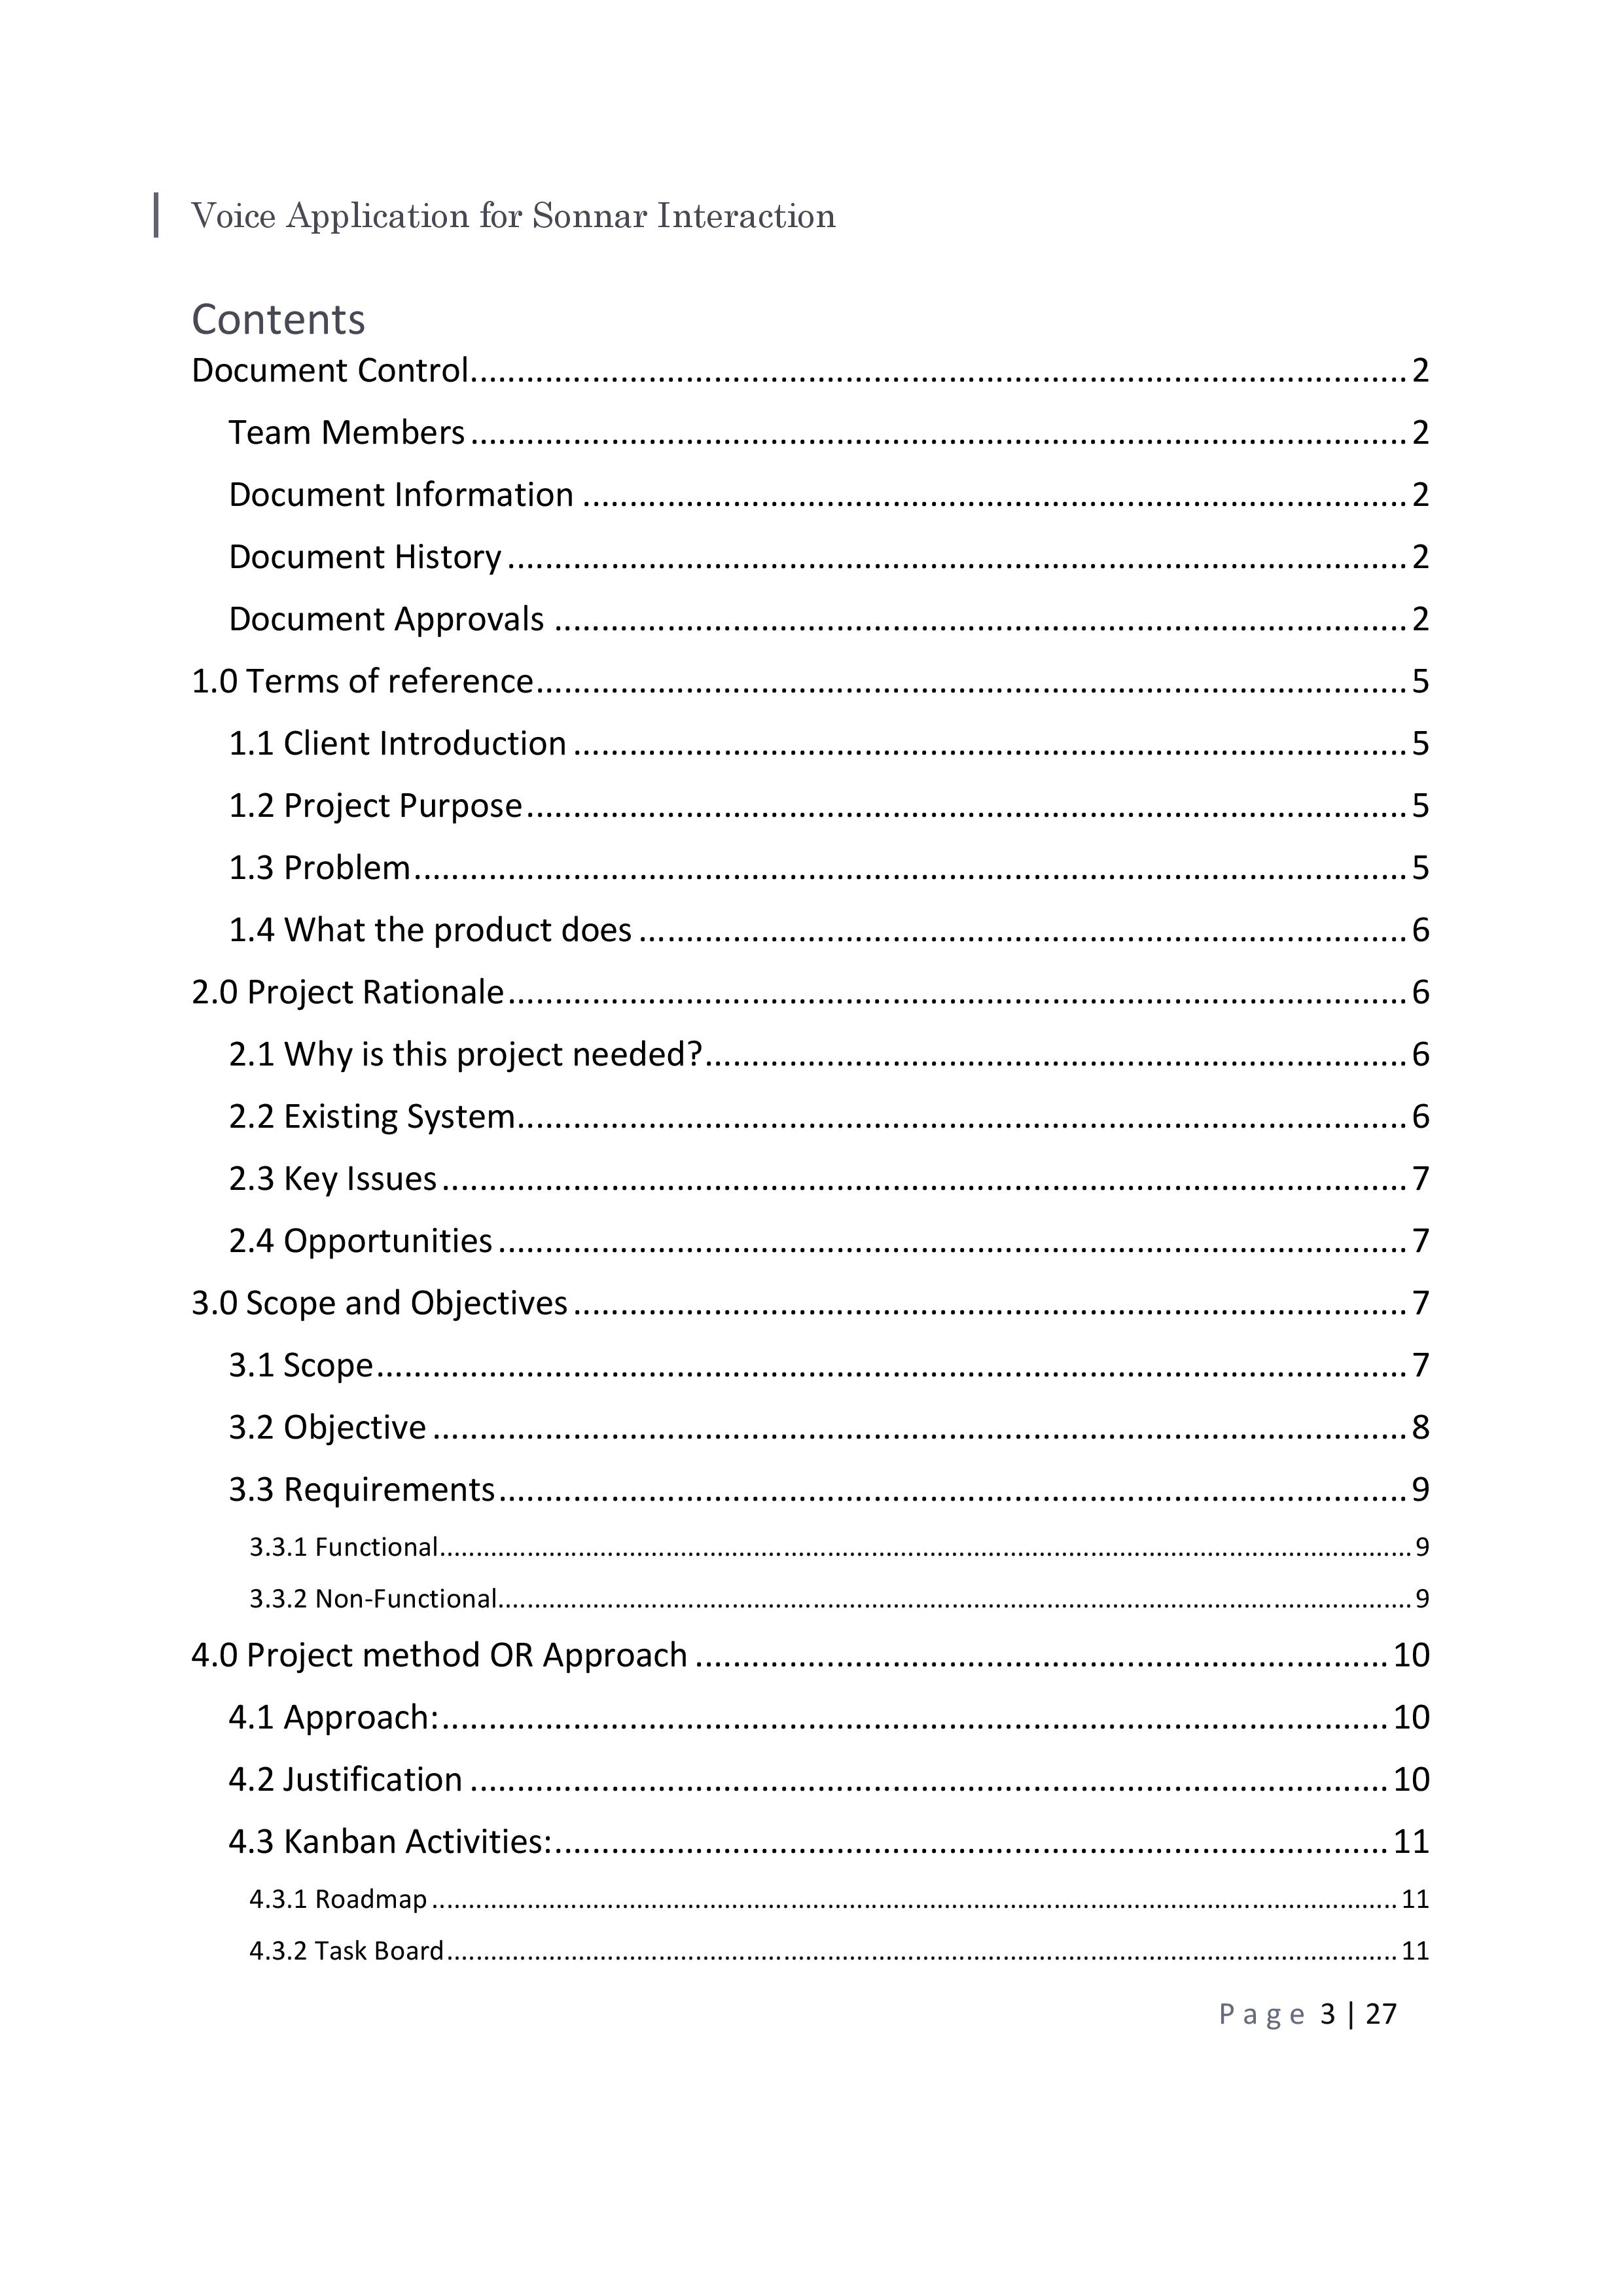 Voice Application for Sonnar Interaction
Contents
Document Control........................................................................................................ 2
Team Members ........................................................................................................ 2
Document Information ............................................................................................ 2
Document History .................................................................................................... 2
Document Approvals ............................................................................................... 2
1.0 Terms of reference................................................................................................. 5
1.1 Client Introduction ............................................................................................. 5
1.2 Project Purpose.................................................................................................. 5
1.3 Problem.............................................................................................................. 5
1.4 What the product does ...................................................................................... 6
2.0 Project Rationale.................................................................................................... 6
2.1 Why is this project needed?............................................................................... 6
2.2 Existing System................................................................................................... 6
2.3 Key Issues ........................................................................................................... 7
2.4 Opportunities ..................................................................................................... 7
3.0 Scope and Objectives ............................................................................................. 7
3.1 Scope.................................................................................................................. 7
3.2 Objective ............................................................................................................ 8
3.3 Requirements..................................................................................................... 9
3.3.1 Functional....................................................................................................... 9
3.3.2 Non-Functional............................................................................................... 9
4.0 Project method OR Approach .............................................................................. 10
4.1 Approach:......................................................................................................... 10
4.2 Justification ...................................................................................................... 10
4.3 Kanban Activities:............................................................................................. 11
4.3.1 Roadmap ...................................................................................................... 11
4.3.2 Task Board.................................................................................................... 11
Page 3 | 27